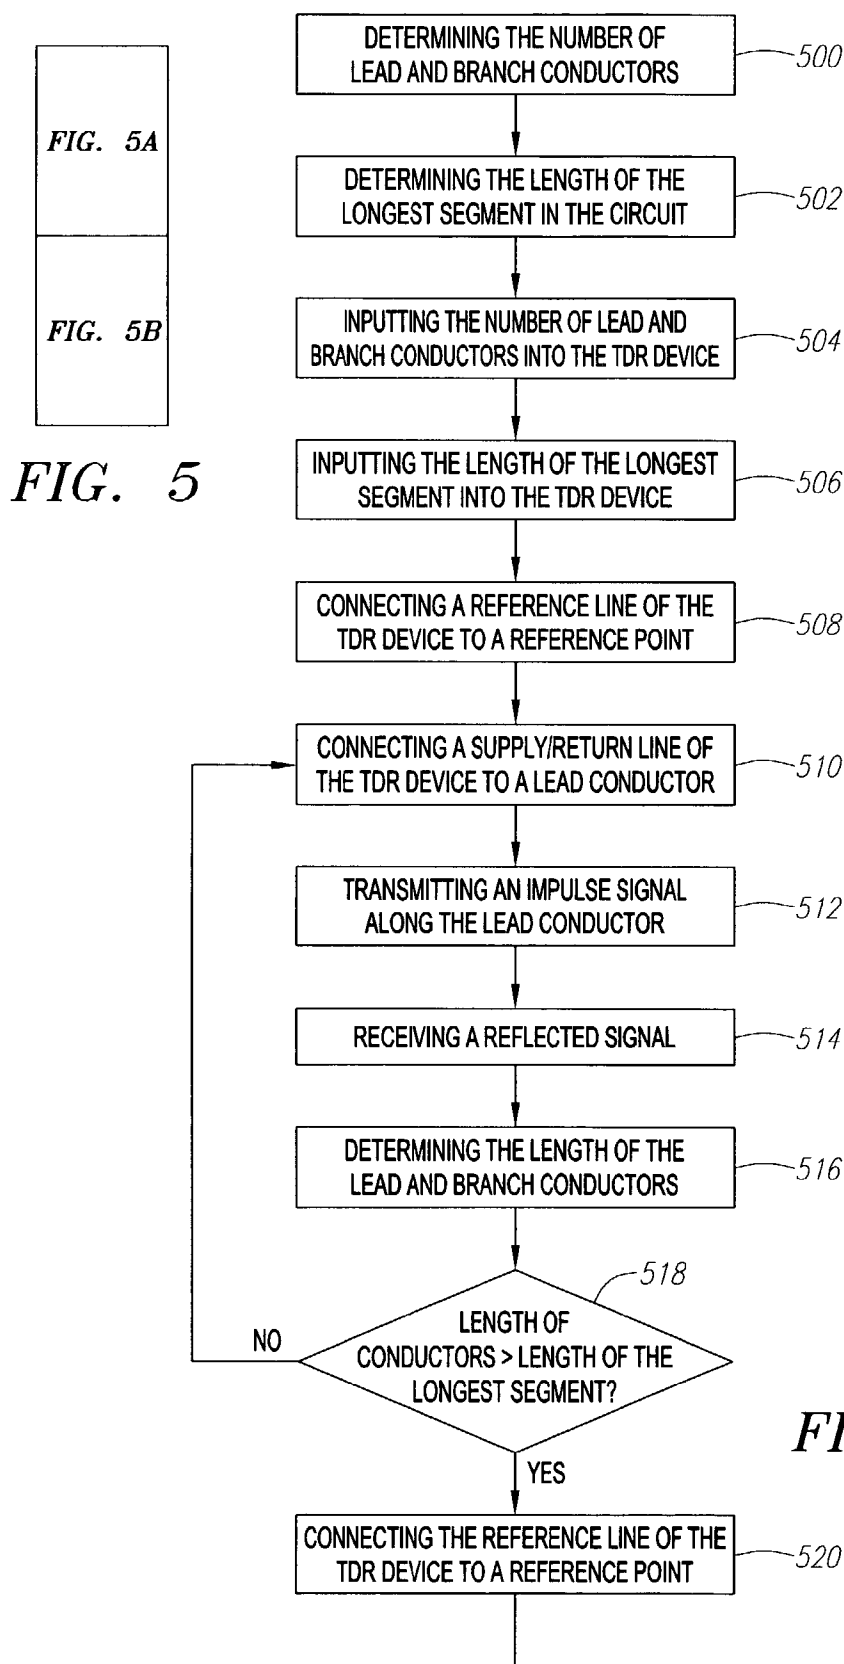 DETERMINING THE NUMBER OF
LEAD AND BRANCH CONDUCTORS
500
FIG. 5A
DETERMINING THE LENGTH OF THE
LONGEST SEGMENT IN THE CIRCUIT
502
FIG. 5B
INPUTTING THE NUMBER OF LEAD AND
BRANCH CONDUCTORS INTO THE TDR DEVICE
504
FIG. 5
INPUTTING THE LENGTH OF THE LONGEST
SEGMENT INTO THE TDR DEVICE
506
CONNECTING A REFERENCE LINE OF THE
TDR DEVICE TO A REFERENCE POINT
508
CONNECTING A SUPPLY/RETURN LINE OF
THE TDR DEVICE TO A LEAD CONDUCTOR
510
TRANSMITTING AN IMPULSE SIGNAL
ALONG THE LEAD CONDUCTOR
512
RECEIVING A REFLECTED SIGNAL
514
DETERMINING THE LENGTH OF THE
LEAD AND BRANCH CONDUCTORS
516
518
LENGTH OF
CONDUCTORS > LENGTH OF THE
LONGEST SEGMENT?
NO
YES
CONNECTING THE REFERENCE LINE OF THE
TDR DEVICE TO A REFERENCE POINT
520